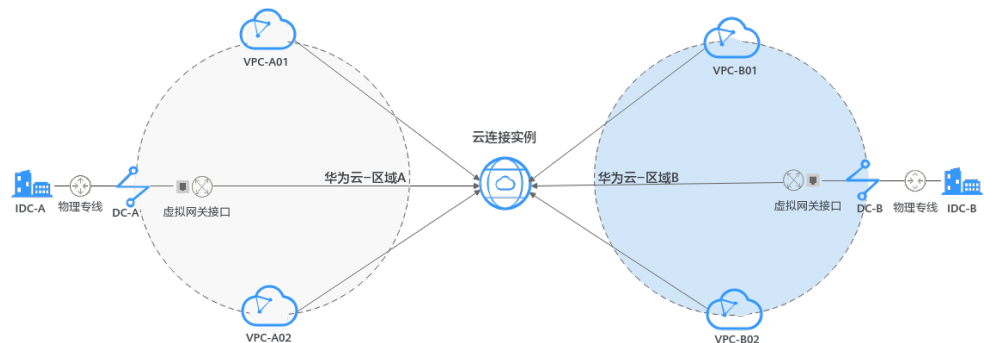 VPC-A01
VPC-B01
云连接实例
华为云-区域A
华为云-区域B
IDC-A
物理专线
DC-A
虚拟网关接口
虚拟网关接口
DC-B
物理专线
IDC-B
VPC-A02
VPC-B02